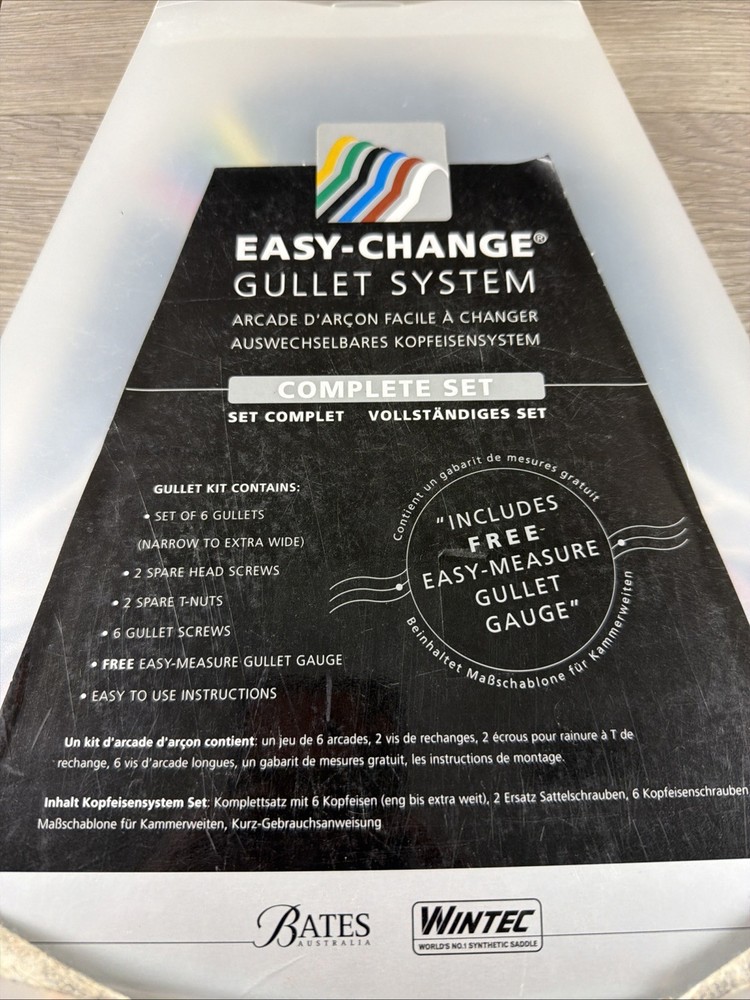 EASY-CHANGE®
GULLET SYSTEM
ARCADE D'ARÇON FACILE À CHANGER
AUSWECHSELBARES KOPFEISENSYSTEM
COMPLETE SET
SET COMPLET VOLLSTÄNDIGES SET
GULLET KIT CONTAINS:
• SET OF 6 GULLETS
(NARROW TO EXTRA WIDE)
• 2 SPARE HEAD SCREWS
• 2 SPARE T-NUTS
• 6 GULLET SCREWS
• FREE EASY-MEASURE GULLET GAUGE
• EASY TO USE INSTRUCTIONS
Contient un gabarit de mesures gratuit
"INCLUDES
FREE
EASY-MEASURE
GULLET
GAUGE"
Beinhaltet Maßschablone für Kammerweiten
Un kit d'arcade d'arçon contient: un jeu de 6 arcades, 2 vis de rechanges, 2 écrous pour rainure à T de
rechange, 6 vis d'arcade longues, un gabarit de mesures gratuit, les instructions de montage.
Inhalt Kopfeisensystem Set: Komplettsatz mit 6 Kopfeisen (eng bis extra weit), 2 Ersatz Sattelschrauben, 6 Kopfeisenschrauben
Maßschablone für Kammerweiten, Kurz-Gebrauchsanweisung
BATES
AUSTRALIA
WINTEC
WORLD'S NO.1 SYNTHETIC SADDLE